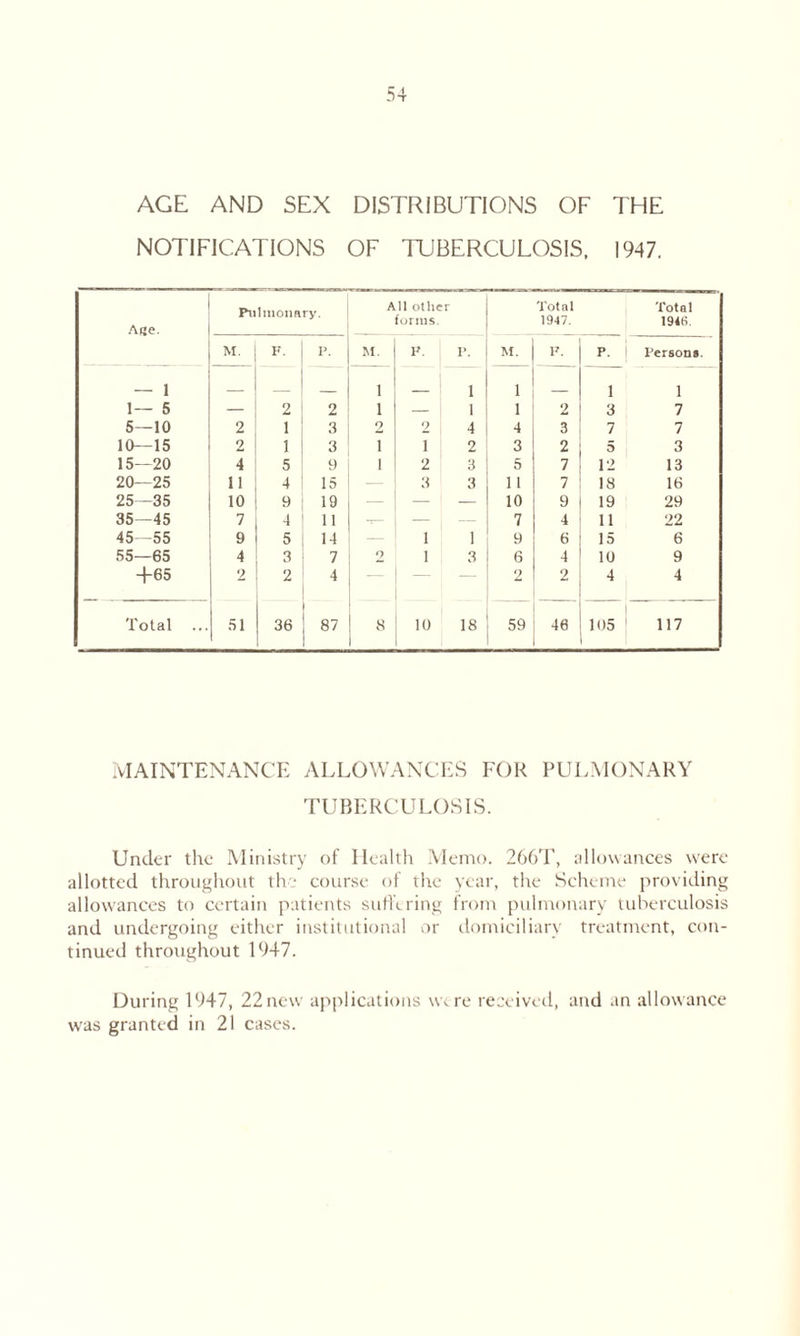 54
AGE AND SEX DISTRIBUTIONS OF THE
NOTIFICATIONS OF TUBERCULOSIS, 1947.
Age. Pulmonary. All other forms. Total 1947. Total 1946.
M. F. P. M. F. P. M. F. P. Persons.
— 1 — — — 1 — 1 1 — 1 1
1— 5 — 2 2 1 — 1 1 2 3 7
5—10 2 1 3 2 2 4 4 3 7 7
10—15 2 1 3 1 1 2 3 2 5 3
15—20 4 5 9 1 2 3 5 7 12 13
20—25 11 4 15 — 3 3 11 7 18 16
25—35 10 9 19 — — — 10 9 19 29
35—45 7 4 11 — — — 7 4 11 22
45—55 9 5 14 — 1 1 9 6 15 6
55—65 4 3 7 2 1 3 6 4 10 9
+65 2 2 4 — — — 2 2 4 4
Total ... 51 36 87 8 10 18 59 46 105 117
MAINTENANCE ALLOWANCES FOR PULMONARY
TUBERCULOSIS.
Under the Ministry of Health Memo. 266T, allowances were
allotted throughout the course of the year, the Scheme providing
allowances to certain patients suffering from pulmonary tuberculosis
and undergoing either institutional or domiciliary treatment, con-
tinued throughout 1947.
During 1947, 22 new applications were received, and an allowance
was granted in 21 cases.